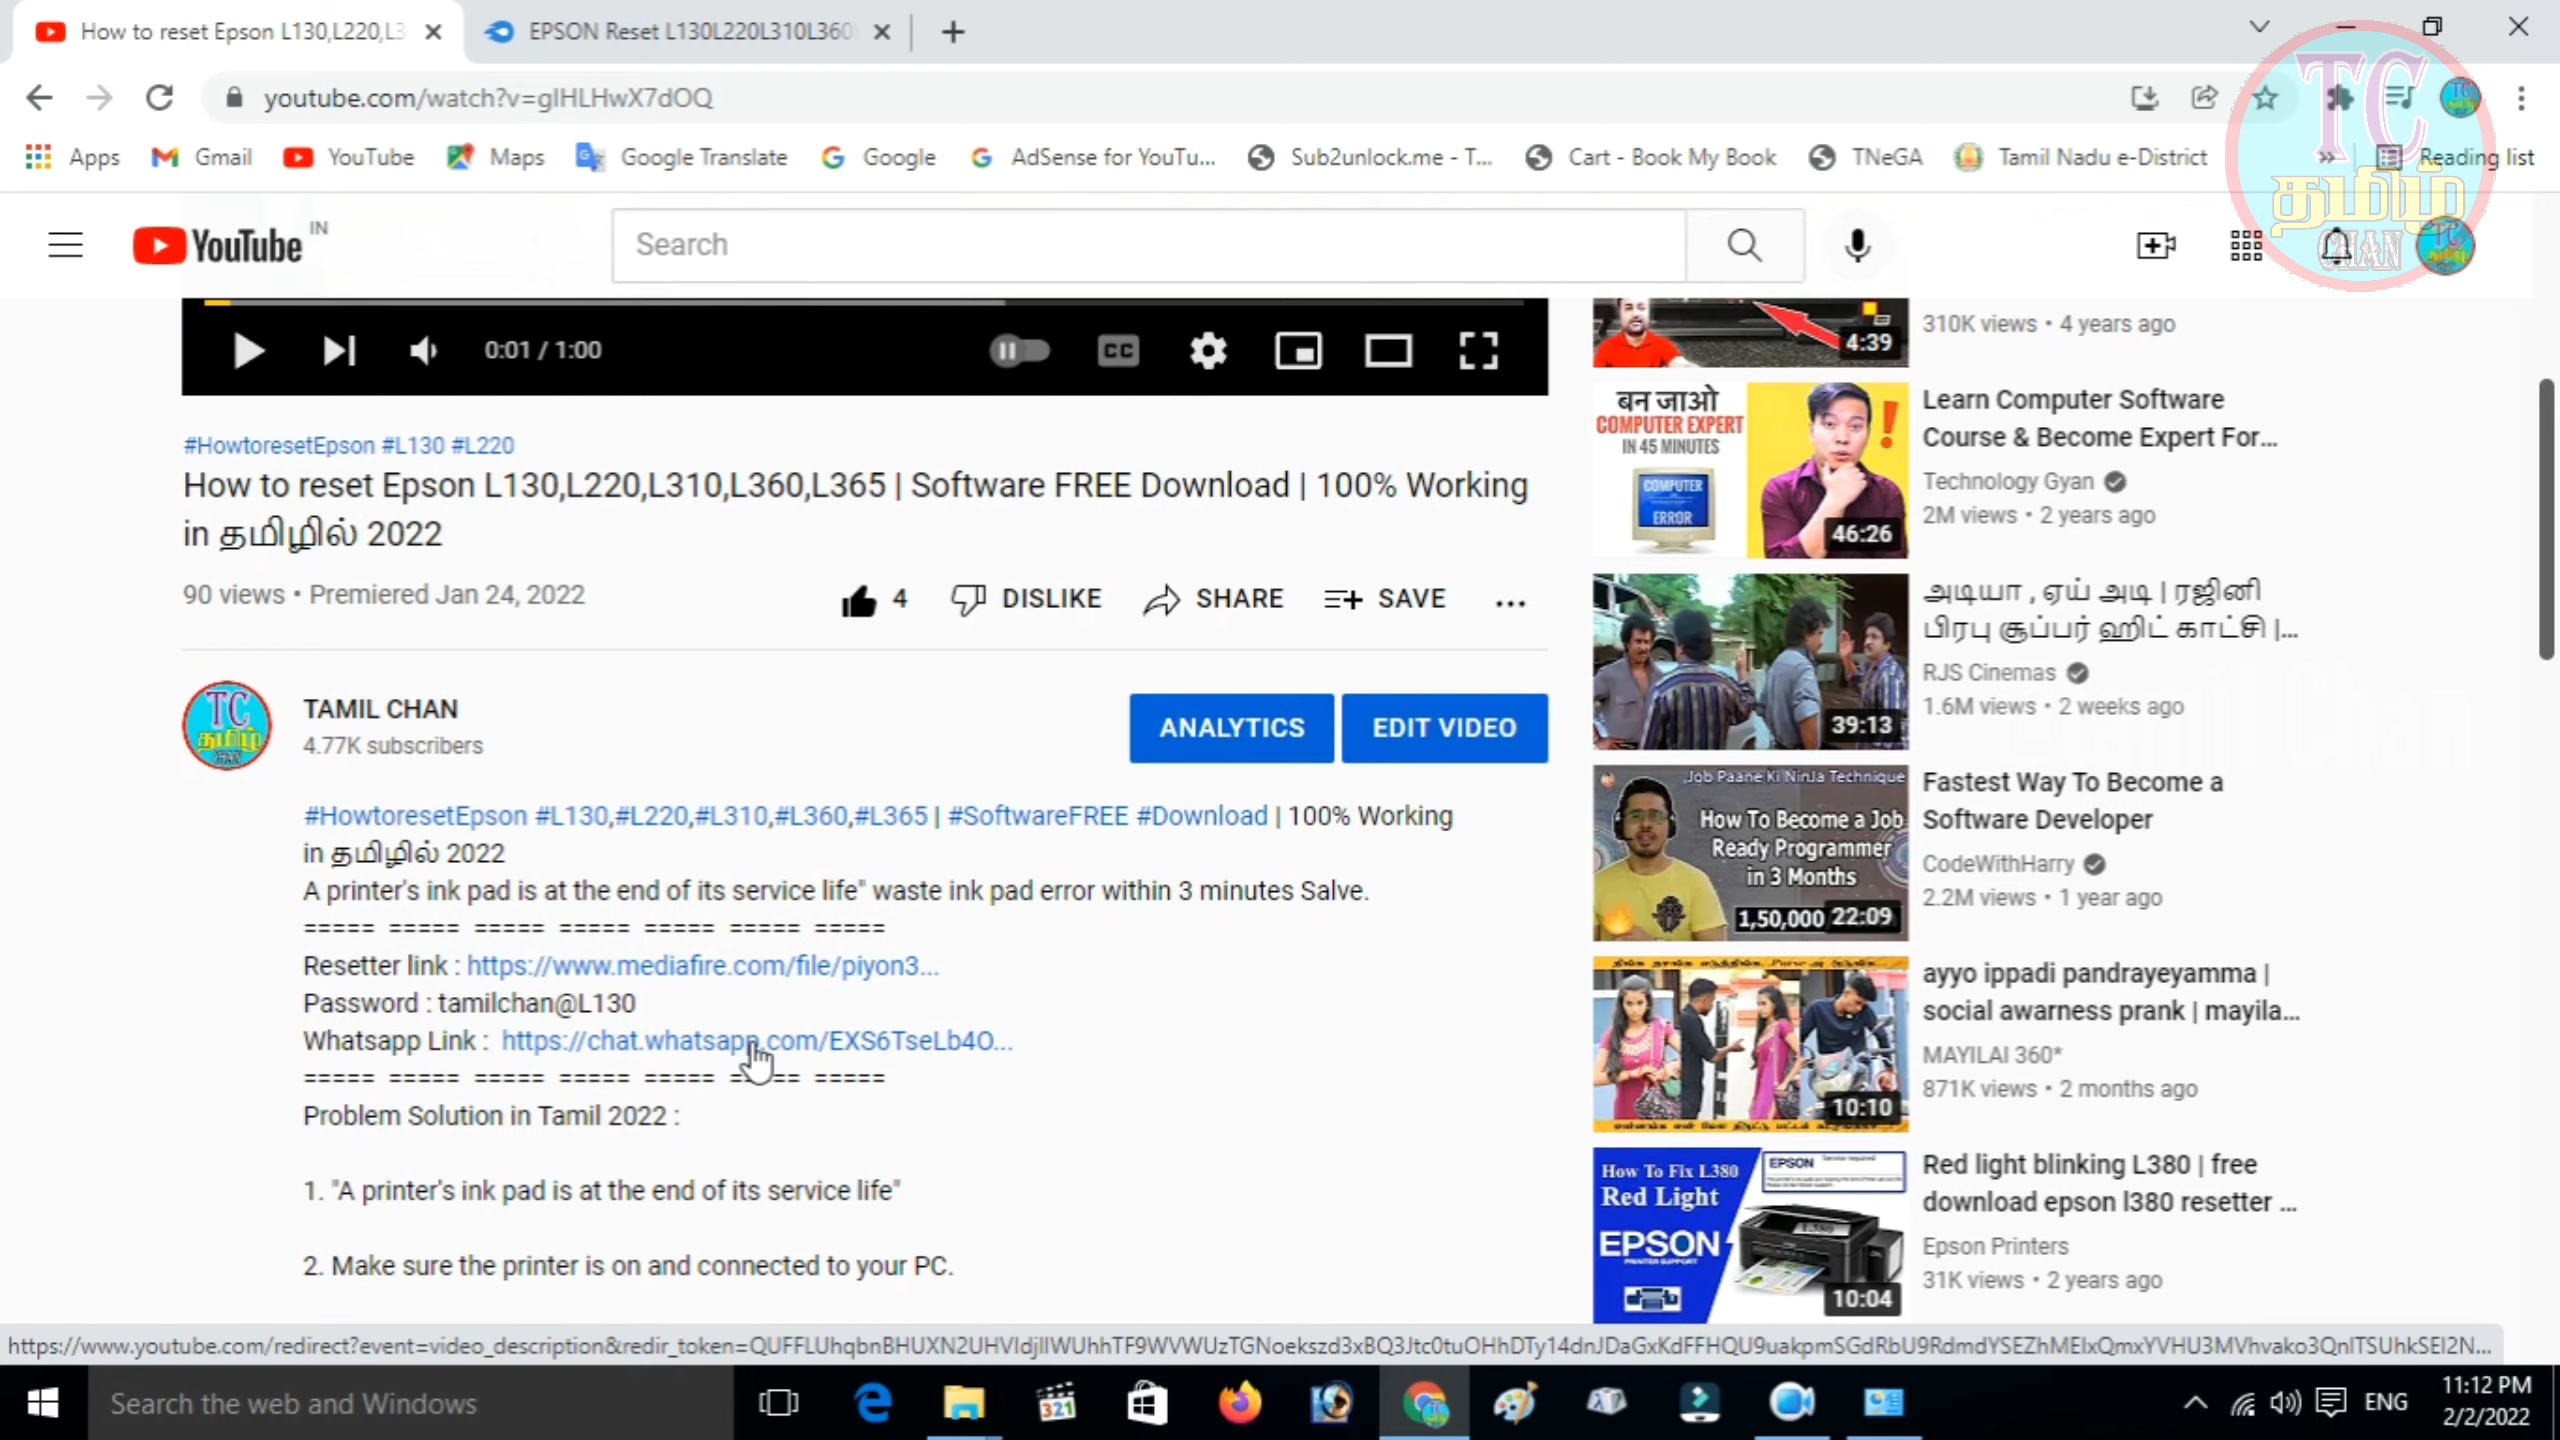 How to reset Epson L130,L220,L3
EPSON Reset L130L220L310L360
youtube.com/watch?v=glHLHwX7dOQ
Apps
Gmail
YouTube
Maps
Google Translate
Google
AdSense for YouTu...
Sub2unlock.me - T...
Cart - Book My Book
TNeGA
Tamil Nadu e-District
»
Reading list
TC
தமிழ்
CHAN
YouTube IN
Search
0:01 / 1:00
CC
#HowtoresetEpson #L130 #L220
How to reset Epson L130,L220,L310,L360,L365 | Software FREE Download | 100% Working
in தமிழில் 2022
90 views • Premiered Jan 24, 2022
4
DISLIKE
SHARE
SAVE
TC
தமிழ்
CHAN
TAMIL CHAN
4.77K subscribers
ANALYTICS
EDIT VIDEO
#HowtoresetEpson #L130,#L220,#L310,#L360,#L365 | #SoftwareFREE #Download | 100% Working
in தமிழில் 2022
A printer's ink pad is at the end of its service life" waste ink pad error within 3 minutes Salve.
===== ===== ===== ===== ===== ===== =====
Resetter link : https://www.mediafire.com/file/piyon3...
Password : tamilchan@L130
Whatsapp Link : https://chat.whatsapp.com/EXS6TseLb4O...
===== ===== ===== ===== ===== ===== =====
Problem Solution in Tamil 2022 :
1. "A printer's ink pad is at the end of its service life"
2. Make sure the printer is on and connected to your PC.
4:39
310K views • 4 years ago
बन जाओ
COMPUTER EXPERT
IN 45 MINUTES
COMPUTER
ERROR
46:26
Learn Computer Software
Course & Become Expert For...
Technology Gyan
2M views • 2 years ago
39:13
அடியா , ஏய் அடி | ரஜினி
பிரபு சூப்பர் ஹிட் காட்சி |...
RJS Cinemas
1.6M views • 2 weeks ago
Job Paane Ki NinJa Technique
How To Become a Job
Ready Programmer
in 3 Months
1,50,000
22:09
Fastest Way To Become a
Software Developer
CodeWithHarry
2.2M views • 1 year ago
10:10
ayyo ippadi pandrayeyamma |
social awarness prank | mayila...
MAYILAI 360*
871K views • 2 months ago
How To Fix L380
Red Light
EPSON
PRINTER SUPPORT
EPSON
10:04
Red light blinking L380 | free
download epson l380 resetter ...
Epson Printers
31K views • 2 years ago
Search the web and Windows
321
ENG
11:12 PM
2/2/2022